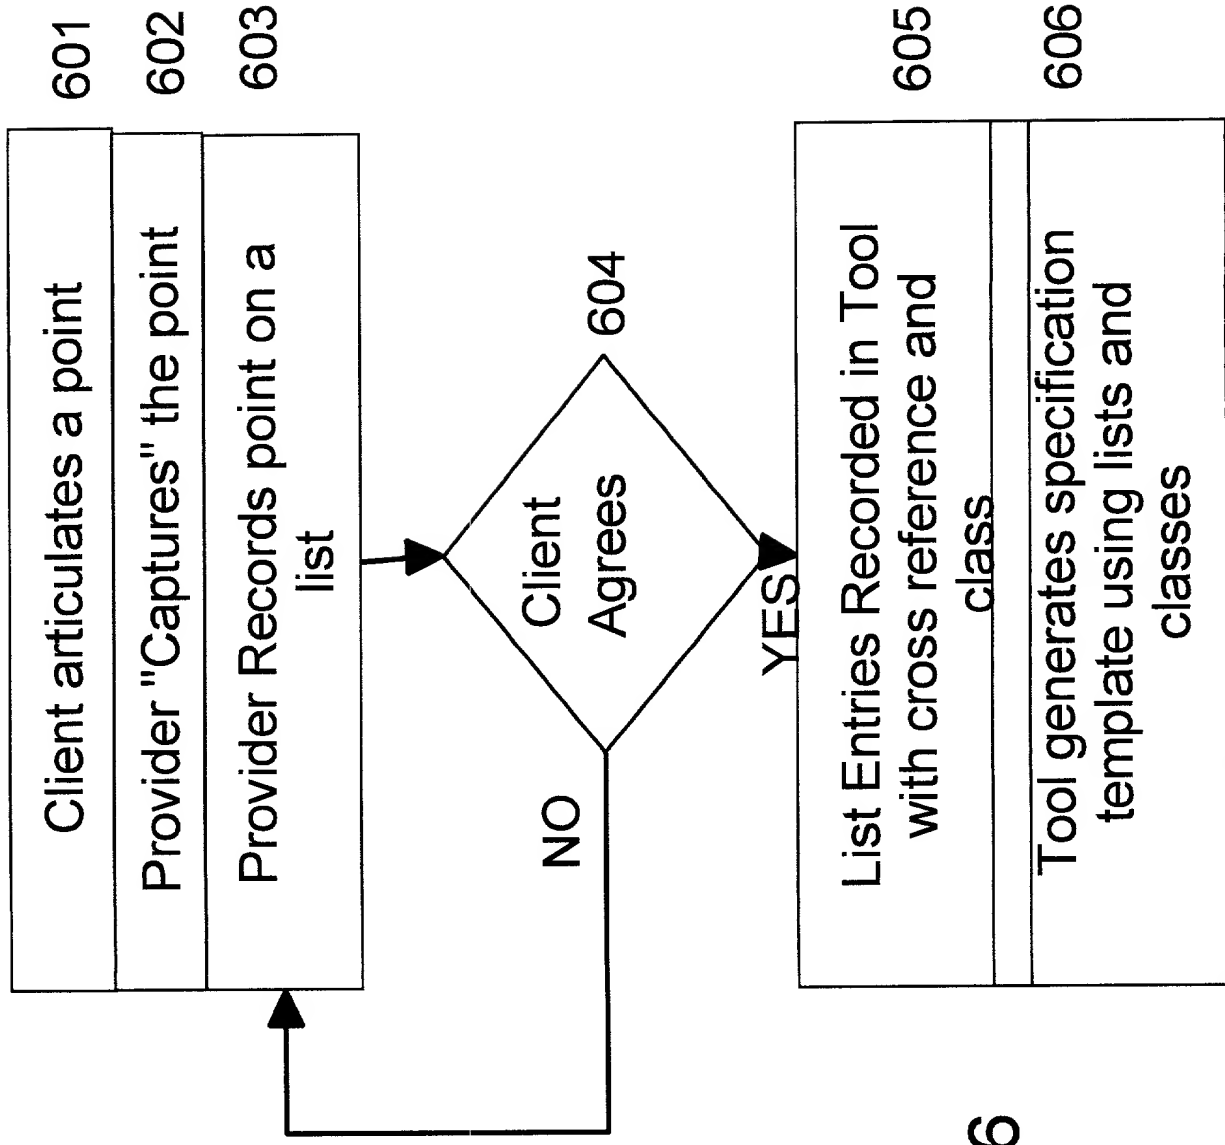 Client articulates a point
601
Provider "Captures" the point
602
Provider Records point on a
list
603
Client
Agrees
604
NO
YES
List Entries Recorded in Tool
with cross reference and
class
605
Tool generates specification
template using lists and
classes
606
6